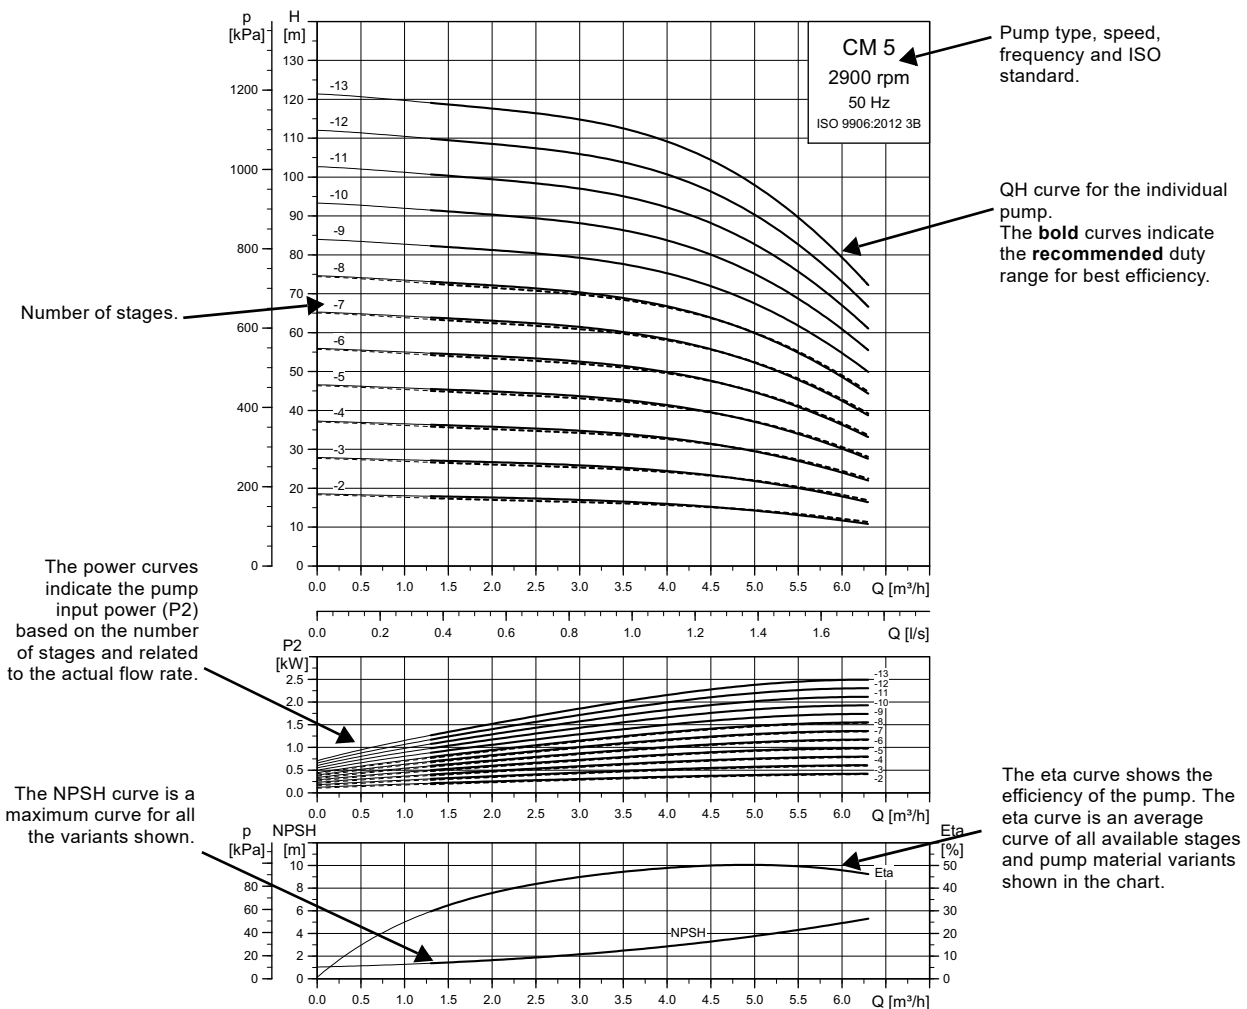 p
[kPa]
H
[m]
130
120
110
100
90
80
70
60
50
40
30
20
10
0
1200
1000
800
600
400
200
0
-13
-12
-11
-10
-9
-8
-7
-6
-5
-4
-3
-2
CM 5
2900 rpm
50 Hz
ISO 9906:2012 3B
Pump type, speed,
frequency and ISO
standard.
QH curve for the individual
pump.
The bold curves indicate
the recommended duty
range for best efficiency.
Number of stages.
0.0 0.5 1.0 1.5 2.0 2.5 3.0 3.5 4.0 4.5 5.0 5.5 6.0 Q [m³/h]
0.0 0.2 0.4 0.6 0.8 1.0 1.2 1.4 1.6 Q [l/s]
The power curves
indicate the pump
input power (P2)
based on the number
of stages and related
to the actual flow rate.
P2
[kW]
2.5
2.0
1.5
1.0
0.5
0.0
-13
-12
-11
-10
-9
-8
-7
-6
-5
-4
-3
-2
0.0 0.5 1.0 1.5 2.0 2.5 3.0 3.5 4.0 4.5 5.0 5.5 6.0 Q [m³/h]
The NPSH curve is a
maximum curve for all
the variants shown.
p
[kPa]
80
60
40
20
0
NPSH
[m]
10
8
6
4
2
0
Eta
[%]
50
40
30
20
10
0
Eta
NPSH
0.0 0.5 1.0 1.5 2.0 2.5 3.0 3.5 4.0 4.5 5.0 5.5 6.0 Q [m³/h]
The eta curve shows the
efficiency of the pump. The
eta curve is an average
curve of all available stages
and pump material variants
shown in the chart.